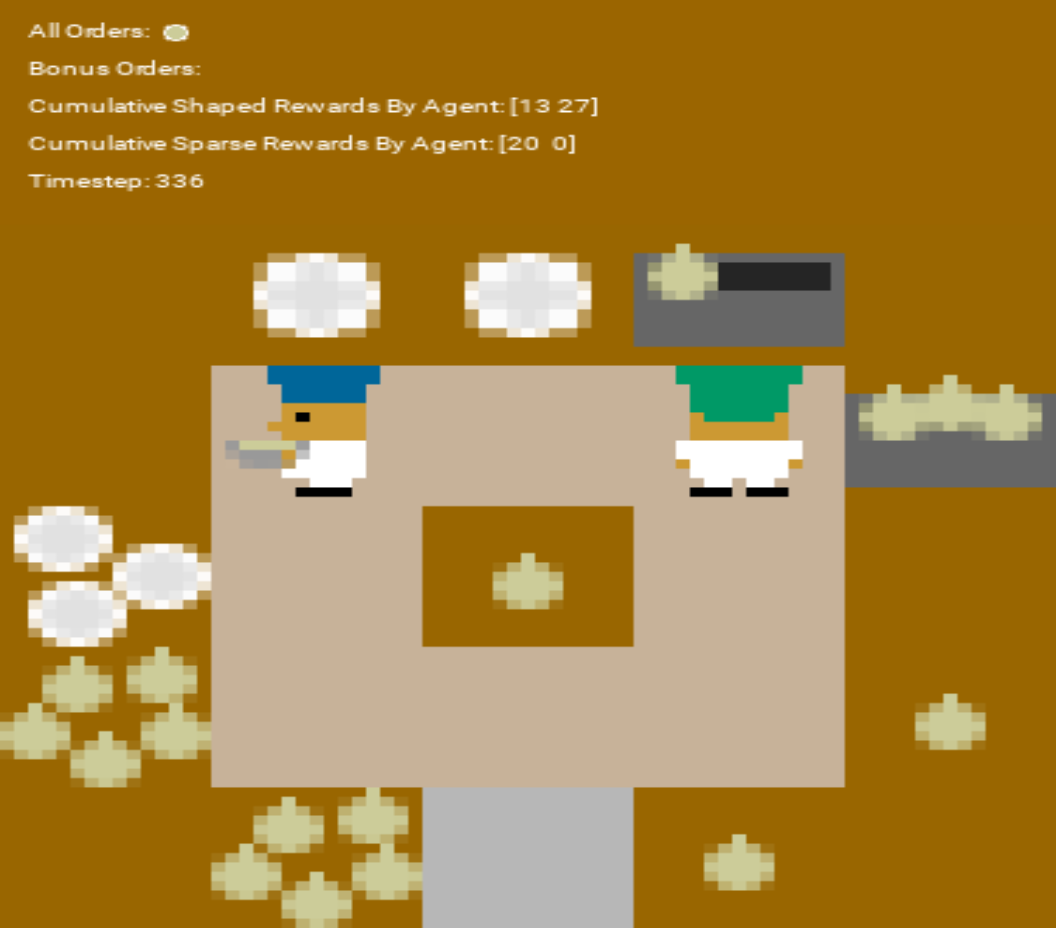 All Orders:
Bonus Orders:
Cumulative Shaped Rewards By Agent: [13 27]
Cumulative Sparse Rewards By Agent: [20  0]
Timestep: 336